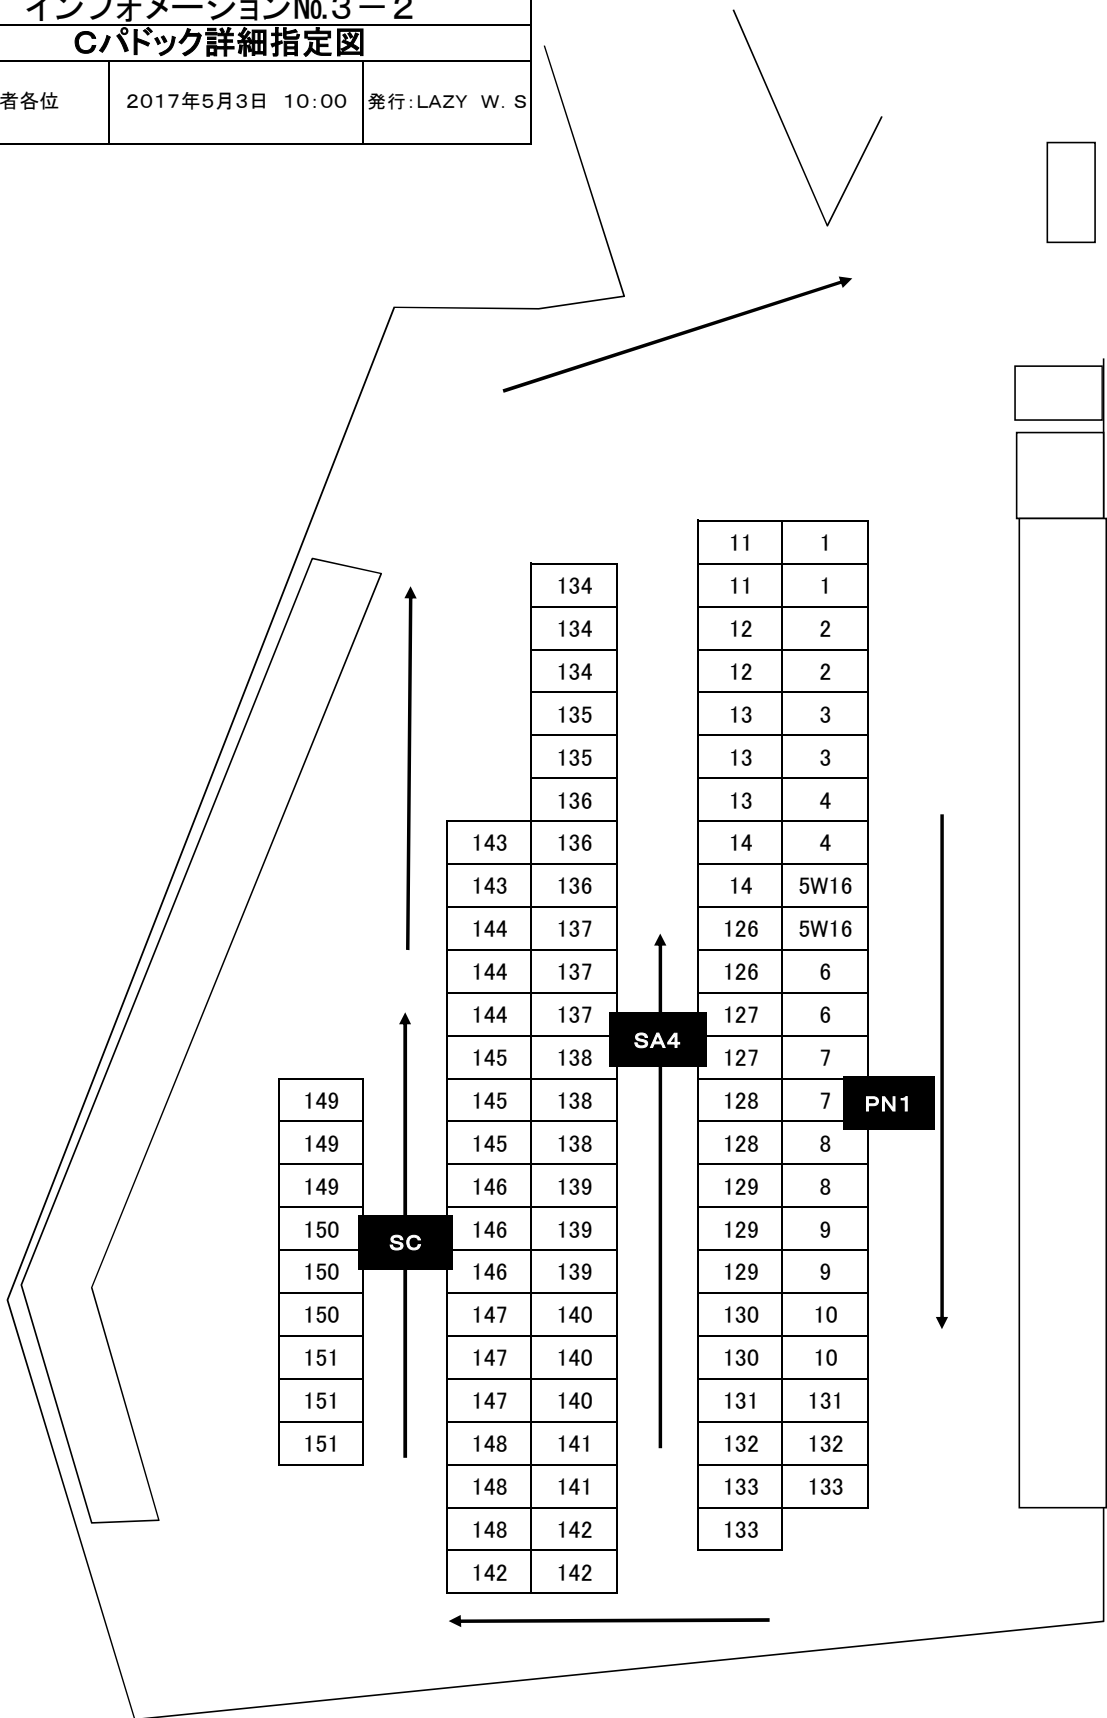 インフォメーション№.3－2
Cパドック詳細指定図
者各位 2017年5月3日 10:00 発行:LAZY W. S
11 1
134 11 1
134 12 2
134 12 2
135 13 3
135 13 3
136 13 4
143 136 14 4
143 136 14 5W16
144 137 126 5W16
144 137 126 6
144 137 127 6
SA4
145 138 127 7
149 145 138 128 7
PN1
149 145 138 128 8
149 146 139 129 8
150 146 139 129 9
SC
150 146 139 129 9
150 147 140 130 10
151 147 140 130 10
151 147 140 131 131
151 148 141 132 132
148 141 133 133
148 142 133
142 142